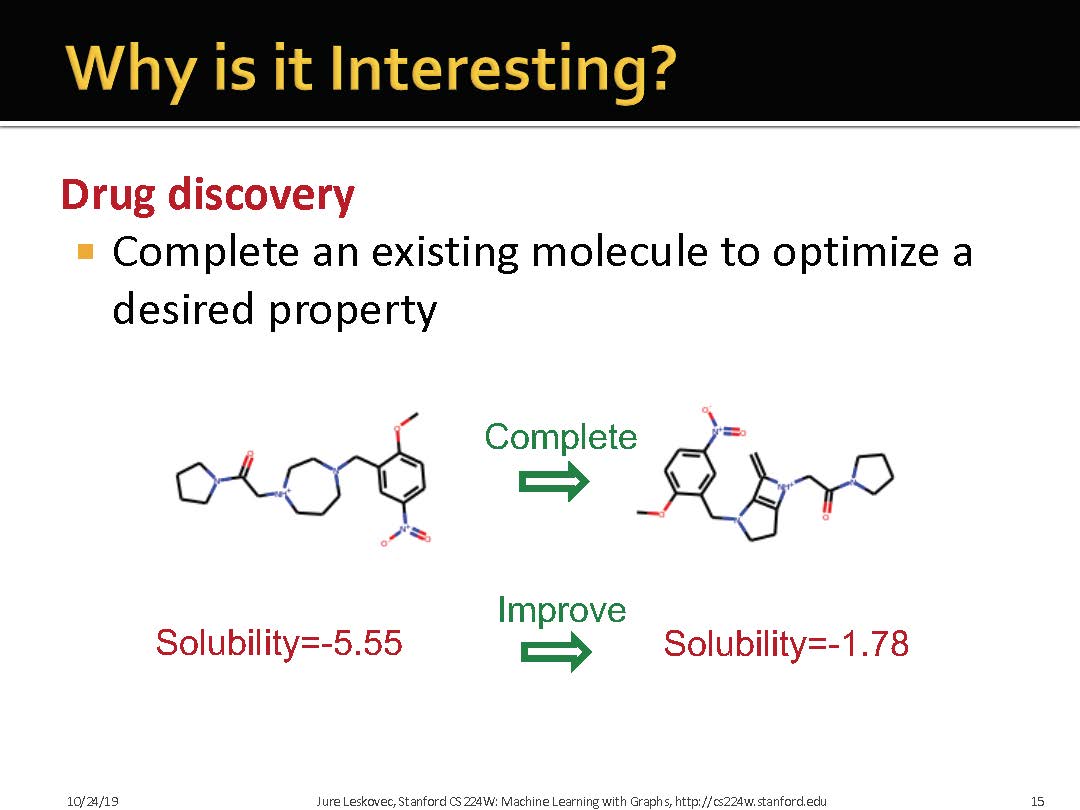 Why is it Interesting?
Drug discovery
Complete an existing molecule to optimize a
desired property
Complete
Improve
Solubility=-5.55
Solubility=-1.78
10/24/19
Jure Leskovec, Stanford CS224W: Machine Learning with Graphs, http://cs224w.stanford.edu
15